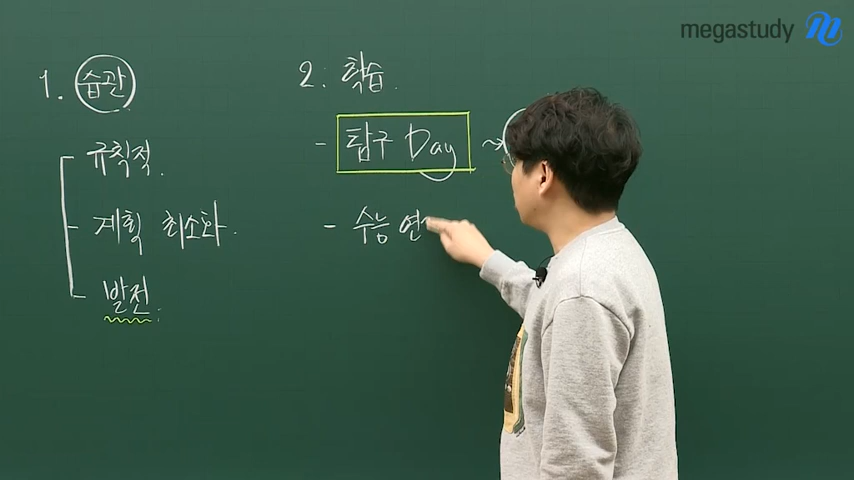 megastudy
1. 습관
규칙적.
계획 최소화.
발전.
2. 학습.
- 탐구 Day →
- 수능